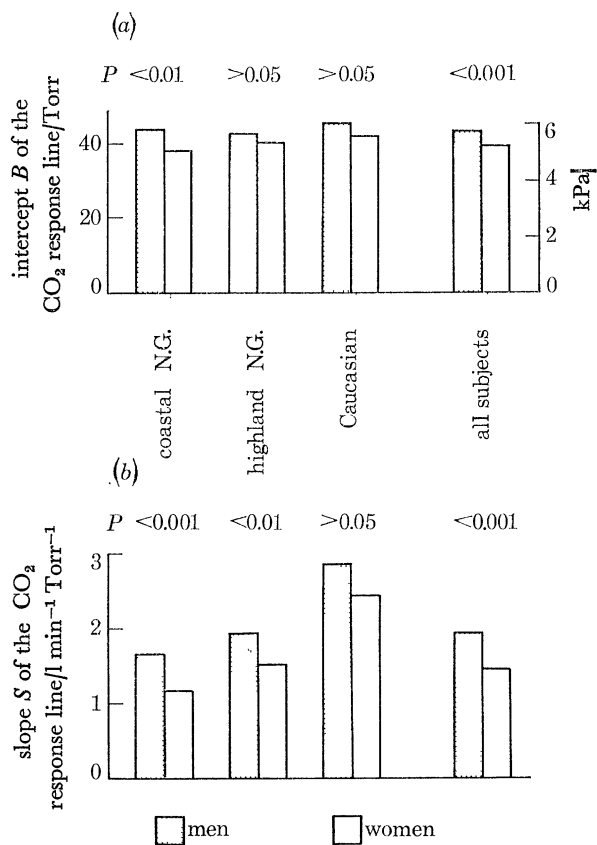 (a)
P <0.01 >0.05 >0.05 <0.001
intercept B of the
CO₂ response line/Torr
40
20
0
6
4
2
0
kPa
coastal N.G.
highland N.G.
Caucasian
all subjects
(b)
P <0.001 <0.01 >0.05 <0.001
slope S of the CO₂
response line/l min⁻¹ Torr⁻¹
3
2
1
0
men women